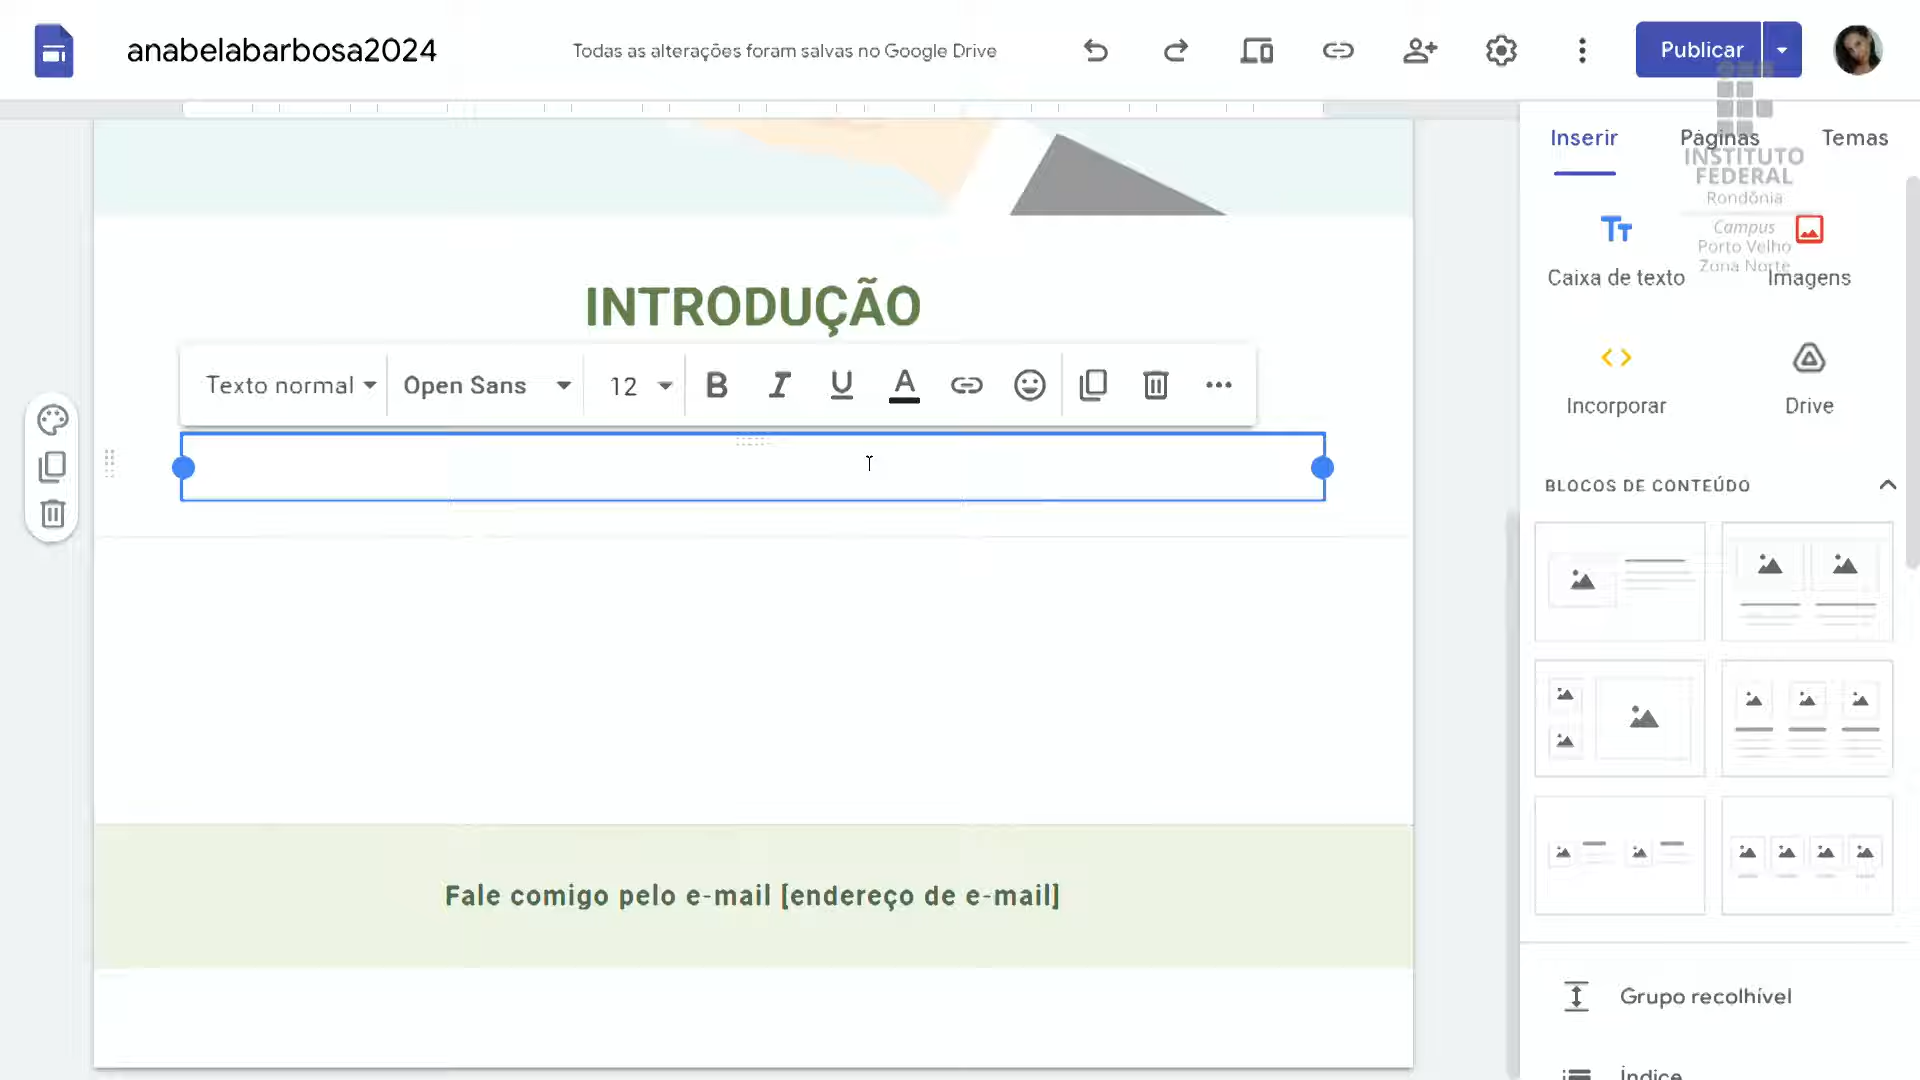 anabelabarbosa2024
Todas as alterações foram salvas no Google Drive
Publicar
Inserir
Páginas
Temas
INSTITUTO
FEDERAL
Rondônia
Campus
Porto Velho
Zona Norte
Caixa de texto
Imagens
INTRODUÇÃO
Texto normal
Open Sans
12
B
I
U
A
Incorporar
Drive
BLOCOS DE CONTEÚDO
Fale comigo pelo e-mail [endereço de e-mail]
Grupo recolhível
Índice